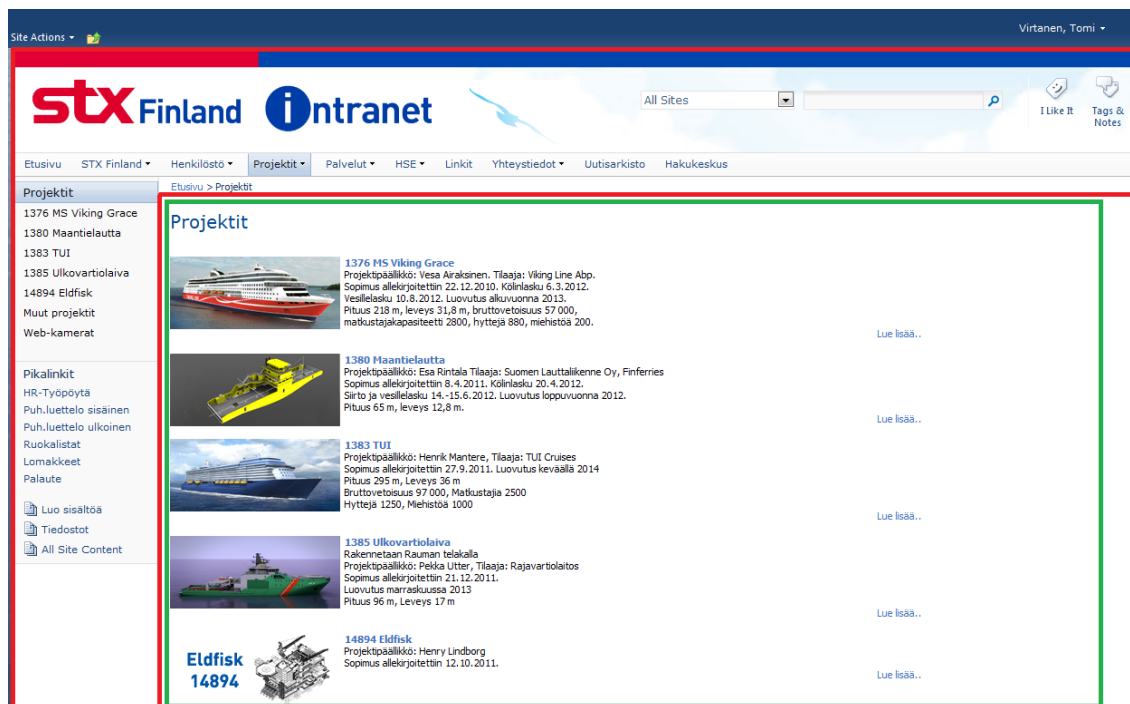 Site Actions
Virtanen, Tomi
stx Finland intranet
All Sites
I Like It
Tags &
Notes
Etusivu STX Finland Henkilöstö Projektit Palvelut HSE Linkit Yhteystiedot Uutisarkisto Hakukeskus
Projektit
1376 MS Viking Grace
1380 Maantielautta
1383 TUI
1385 Ulkovartiolaiva
14894 Eldfisk
Muut projektit
Web-kamerat
Pikalinkit
HR-Työpöytä
Puh.luettelo sisäinen
Puh.luettelo ulkoinen
Ruokalistat
Lomakkeet
Palaute
Luo sisältöä
Tiedostot
All Site Content
Etusivu > Projektit
Projektit
1376 MS Viking Grace
Projektipäällikkö: Vesa Airaksinen. Tilaaja: Viking Line Abp.
Sopimus allekirjoitettiin 22.12.2010. Kölinlasku 6.3.2012.
Vesillelasku 10.8.2012. Luovutus alkuvuonna 2013.
Pituus 218 m, leveys 31,8 m, bruttovetoisuus 57 000,
matkustajakapasiteetti 2800, hyttejä 880, miehistöä 200.
Lue lisää..
1380 Maantielautta
Projektipäällikkö: Esa Rintala Tilaaja: Suomen Lauttaliikenne Oy, Finferries
Sopimus allekirjoitettiin 8.4.2011. Kölinlasku 20.4.2012.
Siirto ja vesillelasku 14.-15.6.2012. Luovutus loppuvuonna 2012.
Pituus 65 m, leveys 12,8 m.
Lue lisää..
1383 TUI
Projektipäällikkö: Henrik Mantere, Tilaaja: TUI Cruises
Sopimus allekirjoitettiin 27.9.2011. Luovutus keväällä 2014
Pituus 295 m, Leveys 36 m
Bruttovetoisuus 97 000, Matkustajia 2500
Hyttejä 1250, Miehistöä 1000
Lue lisää..
1385 Ulkovartiolaiva
Rakennetaan Rauman telakalla
Projektipäällikkö: Pekka Utter, Tilaaja: Rajavartiolaitos
Sopimus allekirjoitettiin 21.12.2011.
Luovutus marraskuussa 2013
Pituus 96 m, Leveys 17 m
Lue lisää..
Eldfisk
14894
14894 Eldfisk
Projektipäällikkö: Henry Lindborg
Sopimus allekirjoitettiin 12.10.2011.
Lue lisää..